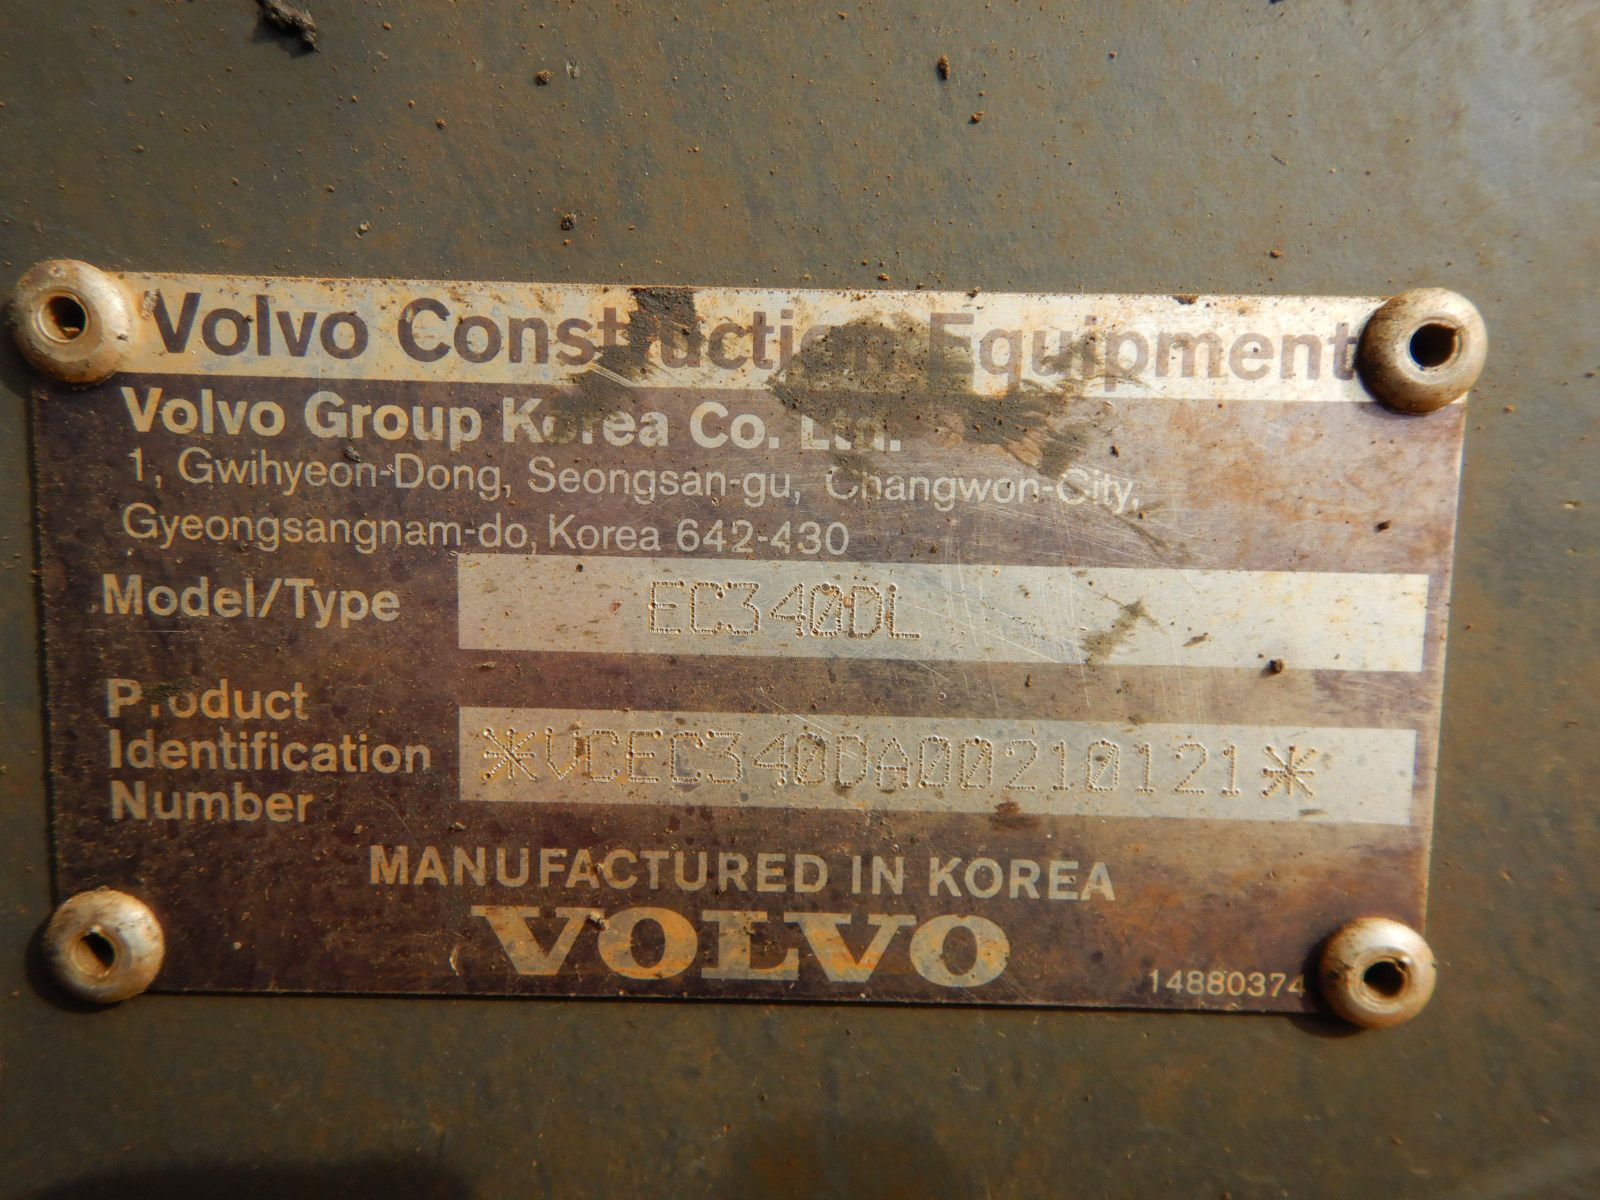 Volvo Construction Equipment
Volvo Group Korea Co. Ltd.
1, Gwihyeon-Dong, Seongsan-gu, Changwon-City,
Gyeongsangnam-do, Korea 642-430
Model/Type EC340DL
Product
Identification *VCEC340DA00210121*
Number
MANUFACTURED IN KOREA
VOLVO
14880374